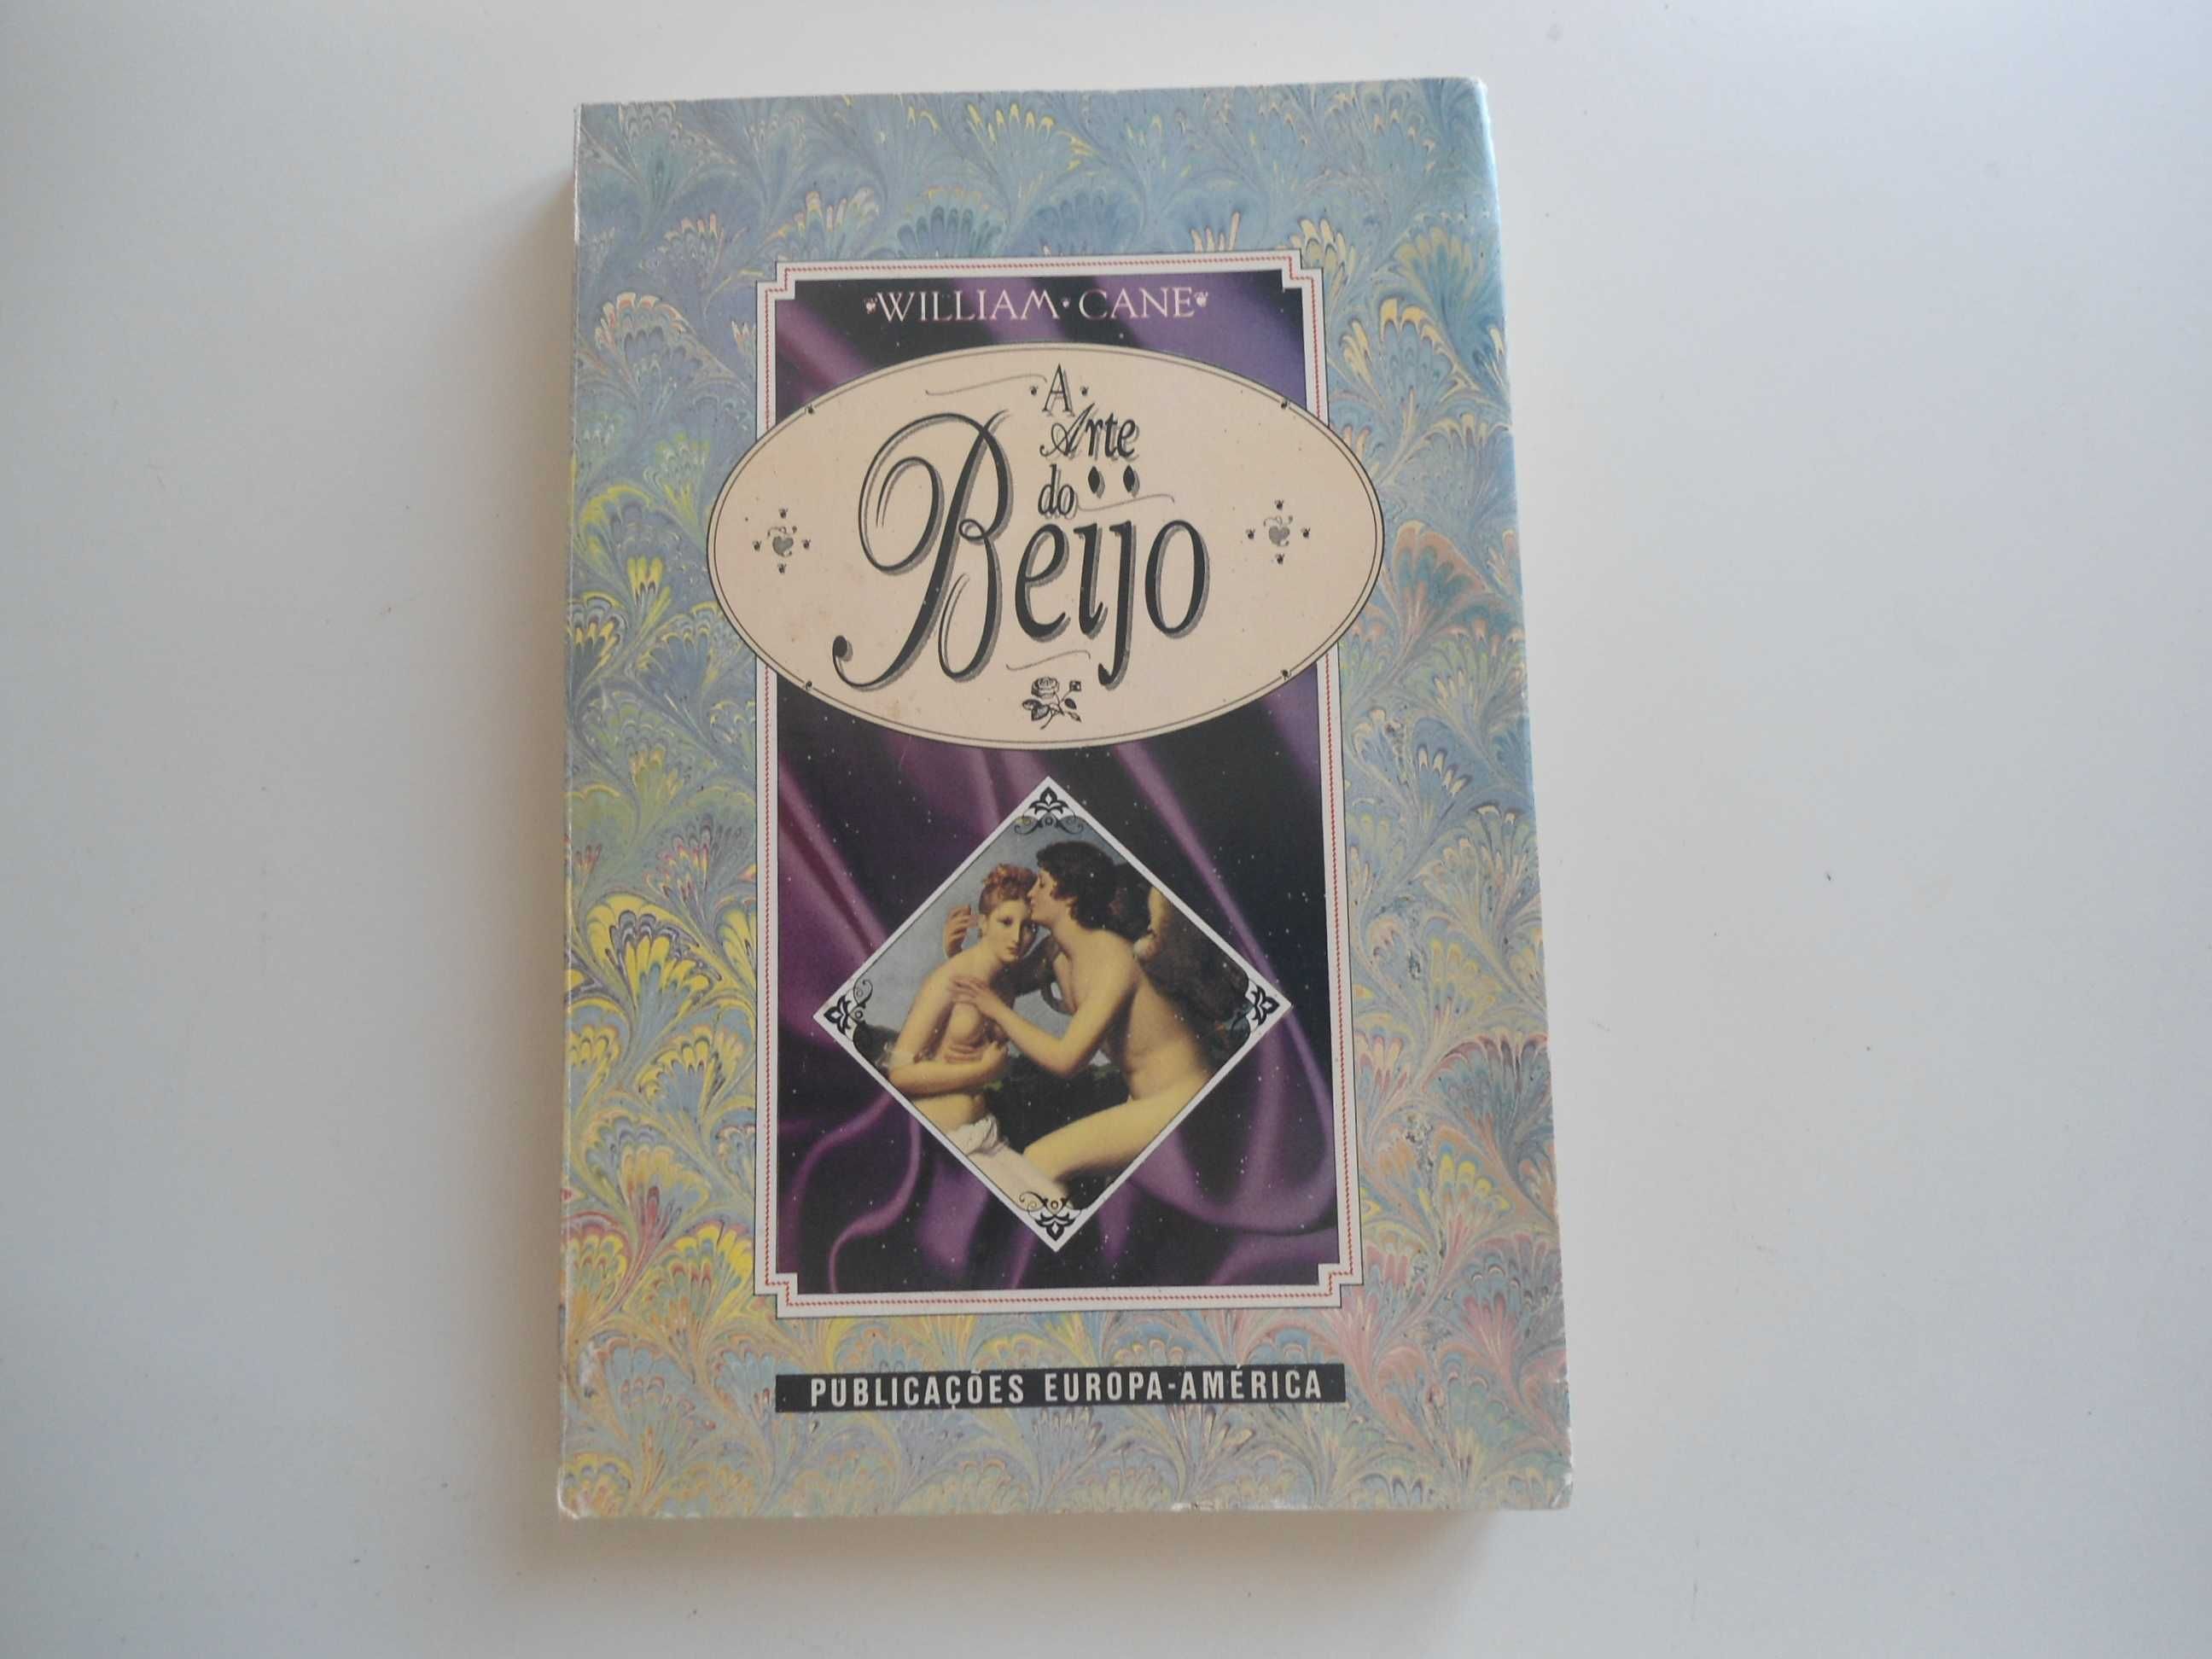 WILLIAM · CANE
· A ·
Arte
do
Beijo
PUBLICAÇÕES EUROPA-AMÉRICA